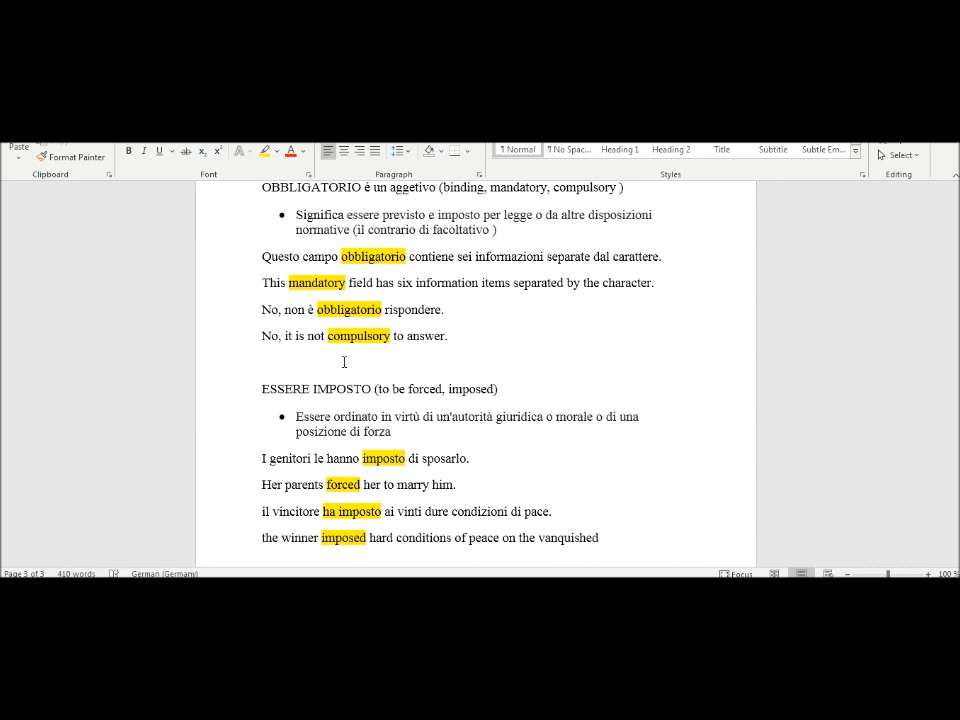 Paste
Format Painter
B I U ab x₂ x² A A
¶ Normal ¶ No Spac... Heading 1 Heading 2 Title Subtitle Subtle Em...
Select
Clipboard Font Paragraph Styles Editing
OBBLIGATORIO é un aggetivo (binding, mandatory, compulsory )
• Significa essere previsto e imposto per legge o da altre disposizioni
normative (il contrario di facoltativo )
Questo campo obbligatorio contiene sei informazioni separate dal carattere.
This mandatory field has six information items separated by the character.
No, non è obbligatorio rispondere.
No, it is not compulsory to answer.
ESSERE IMPOSTO (to be forced, imposed)
• Essere ordinato in virtù di un'autorità giuridica o morale o di una
posizione di forza
I genitori le hanno imposto di sposarlo.
Her parents forced her to marry him.
il vincitore ha imposto ai vinti dure condizioni di pace.
the winner imposed hard conditions of peace on the vanquished
Page 3 of 3 410 words German (Germany) Focus 100 %